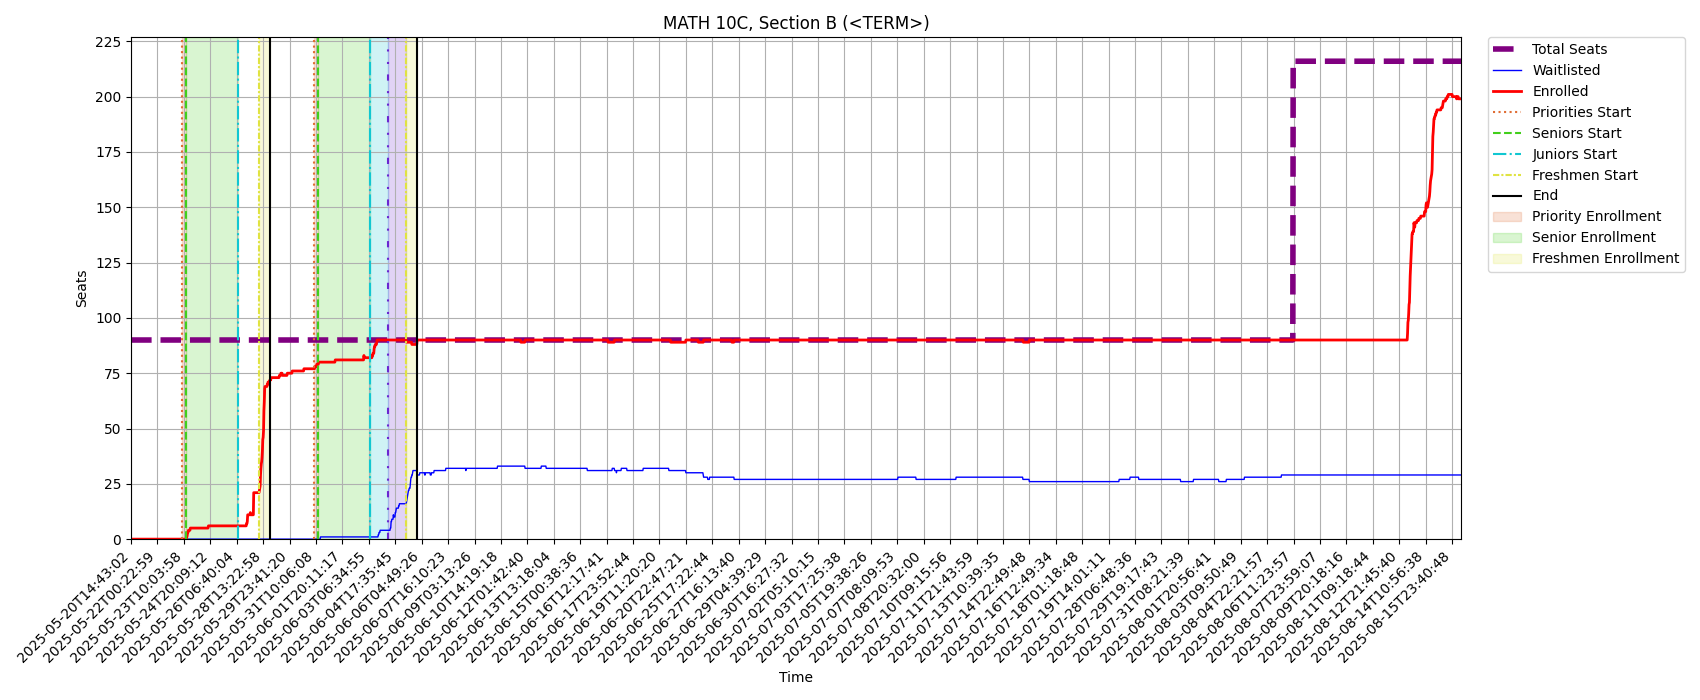 MATH 10C, Section B (<TERM>)
225
200
175
150
125
100
75
50
25
0
Seats
2025-05-20T14:43:02
2025-05-22T00:22:59
2025-05-23T10:03:58
2025-05-24T20:09:12
2025-05-26T06:40:04
2025-05-28T13:22:58
2025-05-29T23:41:20
2025-05-31T10:06:08
2025-06-01T20:11:17
2025-06-03T06:34:55
2025-06-04T17:35:45
2025-06-06T04:49:26
2025-06-07T16:10:23
2025-06-09T03:13:26
2025-06-10T14:19:18
2025-06-12T01:42:40
2025-06-13T13:18:04
2025-06-15T00:38:36
2025-06-16T12:17:41
2025-06-17T23:52:44
2025-06-19T11:20:20
2025-06-20T22:47:21
2025-06-25T17:22:44
2025-06-27T16:13:40
2025-06-29T04:39:29
2025-06-30T16:27:32
2025-07-02T05:10:15
2025-07-03T17:25:38
2025-07-05T19:38:26
2025-07-07T08:09:53
2025-07-08T20:32:00
2025-07-10T09:15:56
2025-07-11T21:43:59
2025-07-13T10:39:35
2025-07-14T22:49:48
2025-07-16T12:49:34
2025-07-18T01:18:48
2025-07-19T14:01:11
2025-07-28T06:48:36
2025-07-29T19:17:43
2025-07-31T08:21:39
2025-08-01T20:56:41
2025-08-03T09:50:49
2025-08-04T22:21:57
2025-08-06T11:23:57
2025-08-07T23:59:07
2025-08-09T20:18:16
2025-08-11T09:18:44
2025-08-12T21:45:40
2025-08-14T10:56:38
2025-08-15T23:40:48
Time
Total Seats
Waitlisted
Enrolled
Priorities Start
Seniors Start
Juniors Start
Freshmen Start
End
Priority Enrollment
Senior Enrollment
Freshmen Enrollment